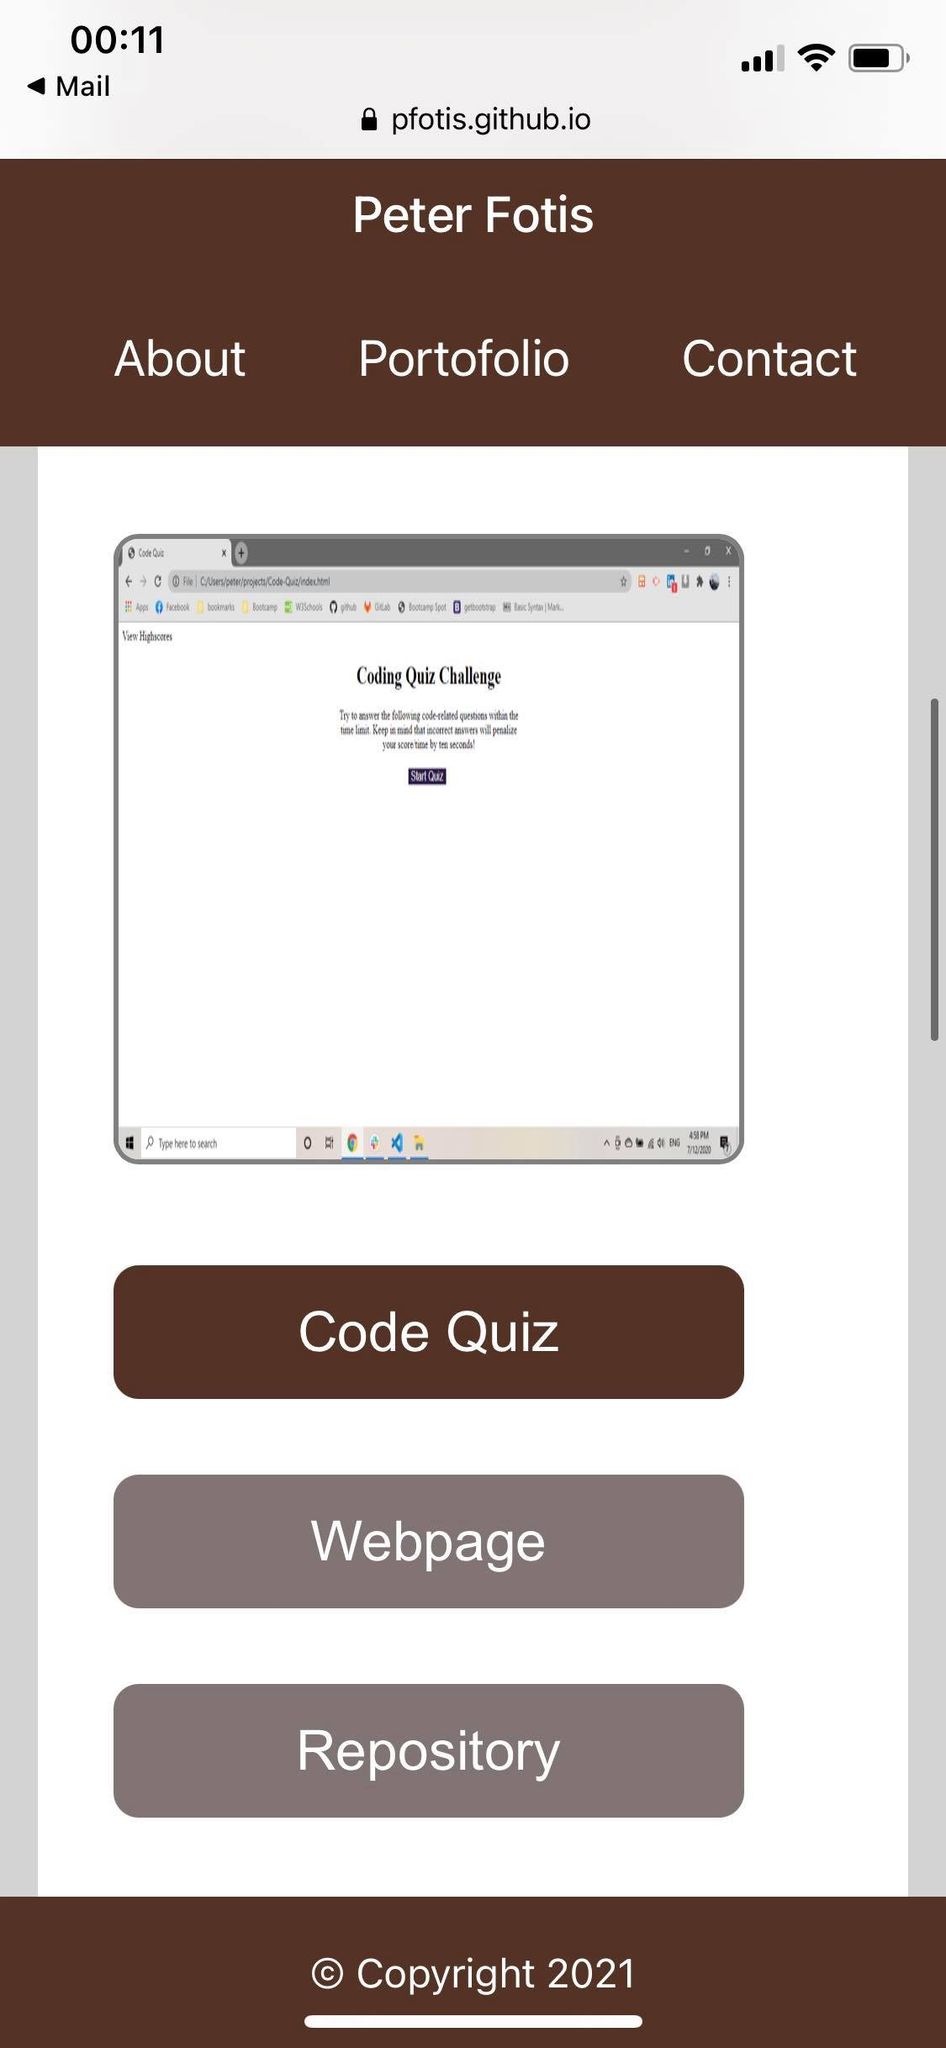 00:11
Mail
pfotis.github.io
Peter Fotis
About Portofolio Contact
Code Quiz
File C:/Users/peter/projects/Code-Quiz/index.html
Apps Facebook bookmarks Bootcamp W3Schools github GitLab Bootcamp Spot getbootstrap Basic Syntax | Mark...
View Highscores
Coding Quiz Challenge
Try to answer the following code-related questions within the
time limit. Keep in mind that incorrect answers will penalize
your score/time by ten seconds!
Start Quiz
Type here to search
ENG
4:58 PM
7/12/2020
Code Quiz
Webpage
Repository
© Copyright 2021